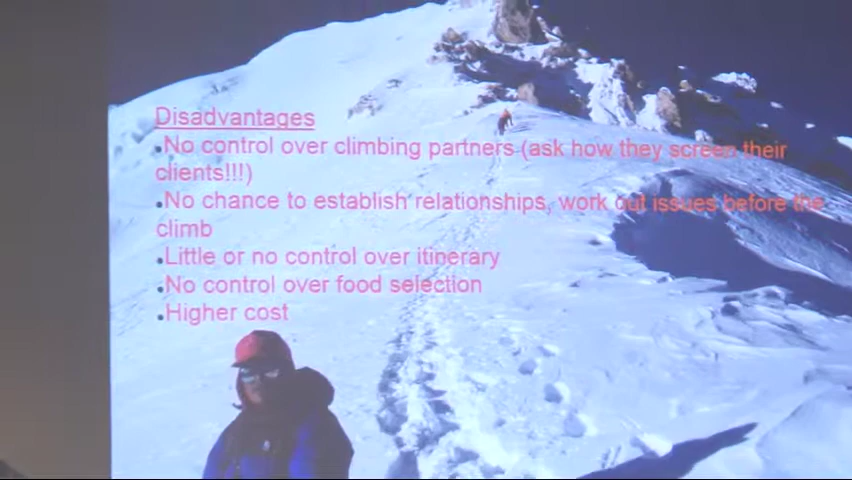 Disadvantages
•No control over climbing partners (ask how they screen their
clients!!!)
•No chance to establish relationships, work out issues before the
climb
•Little or no control over itinerary
•No control over food selection
•Higher cost